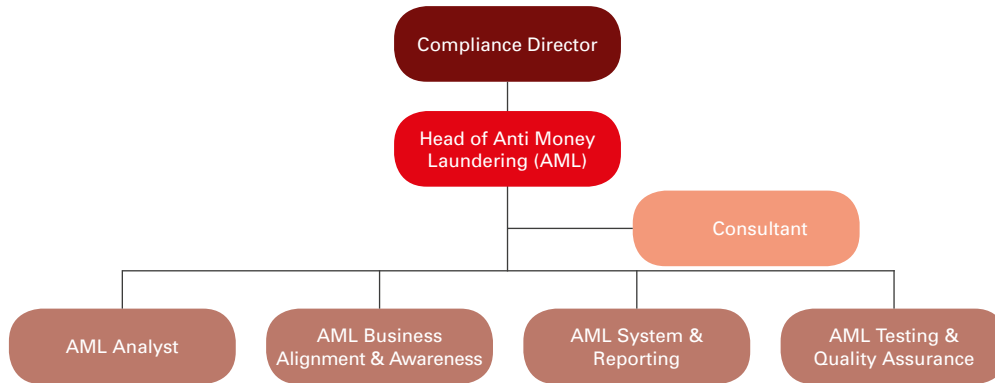 Compliance Director
Head of Anti Money
Laundering (AML)
Consultant
AML Analyst
AML Business
Alignment & Awareness
AML System &
Reporting
AML Testing &
Quality Assurance